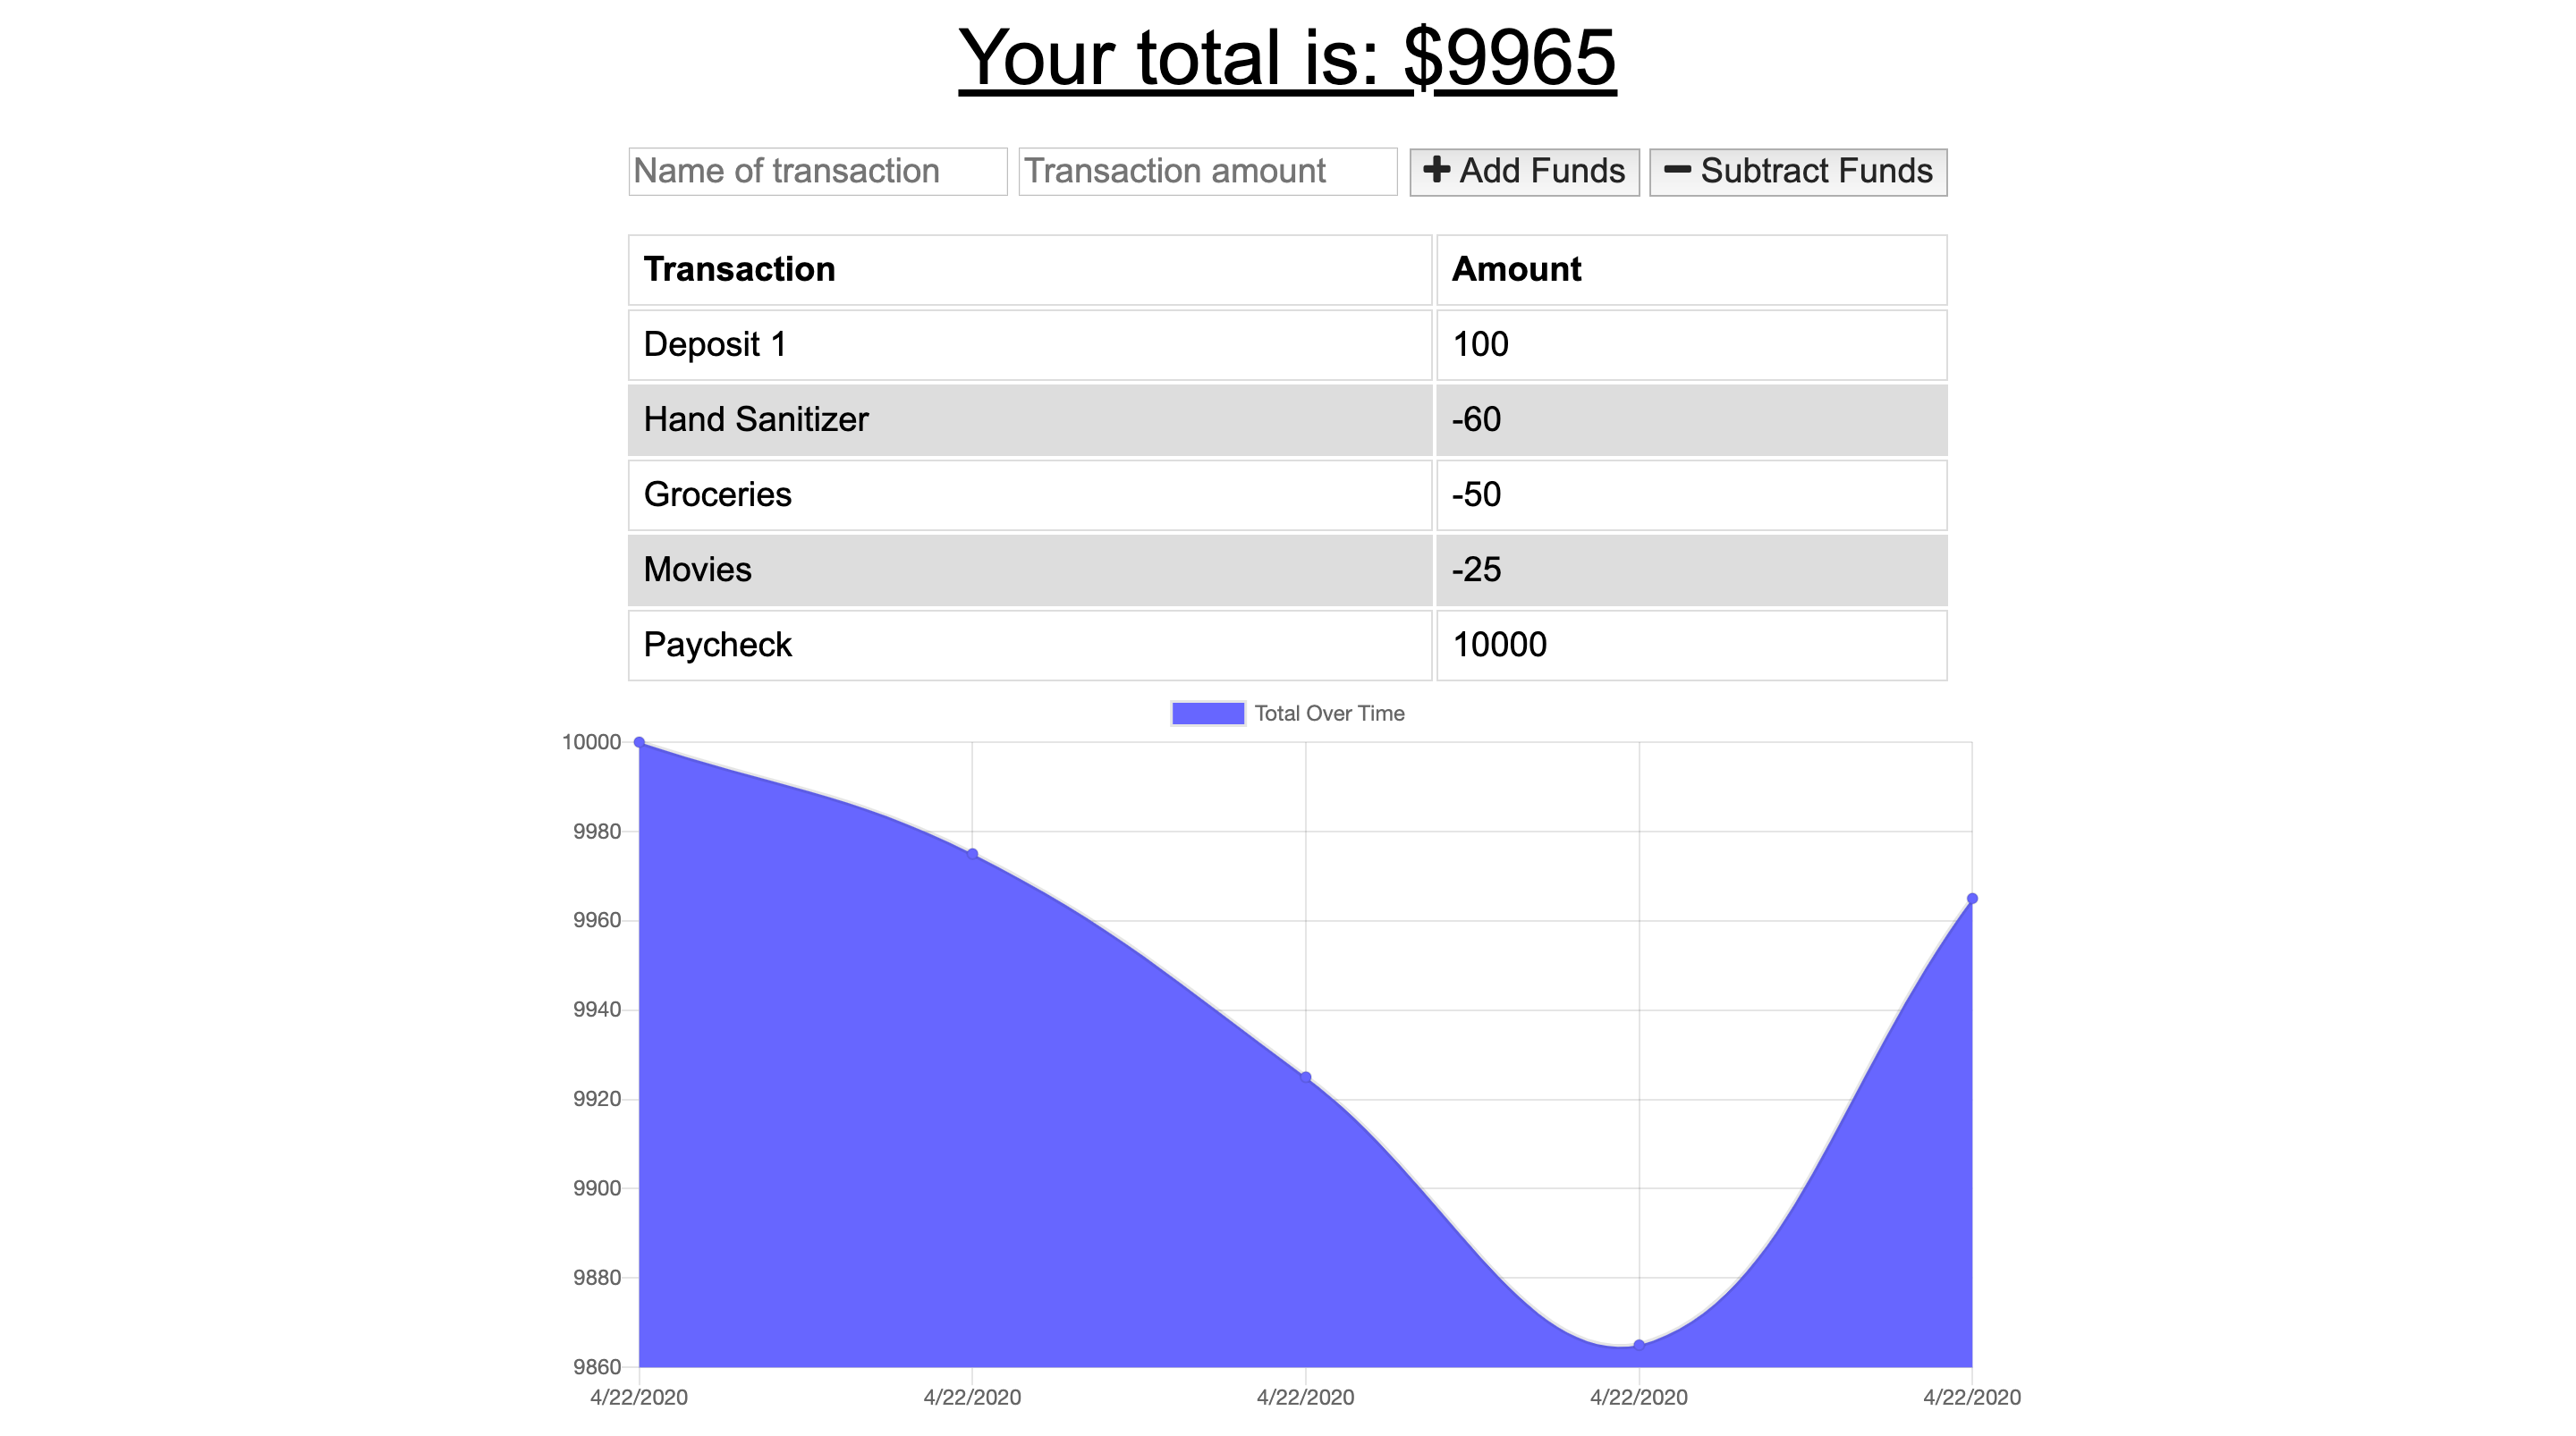 Your total is: $9965
Name of transaction Transaction amount Add Funds Subtract Funds
Transaction Amount
Deposit 1 100
Hand Sanitizer -60
Groceries -50
Movies -25
Paycheck 10000
Total Over Time
10000
9980
9960
9940
9920
9900
9880
9860
4/22/2020 4/22/2020 4/22/2020 4/22/2020 4/22/2020